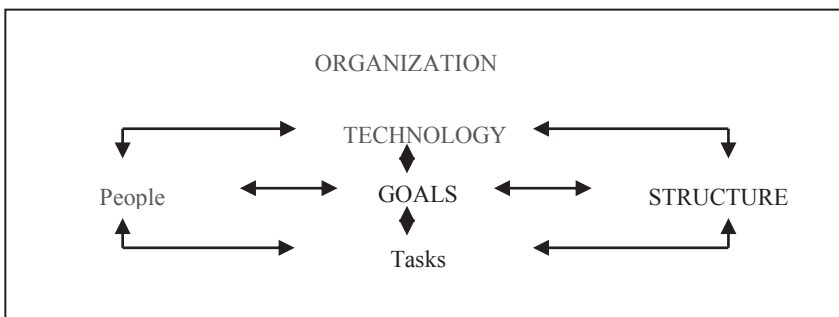 ORGANIZATION
TECHNOLOGY
People GOALS STRUCTURE
Tasks